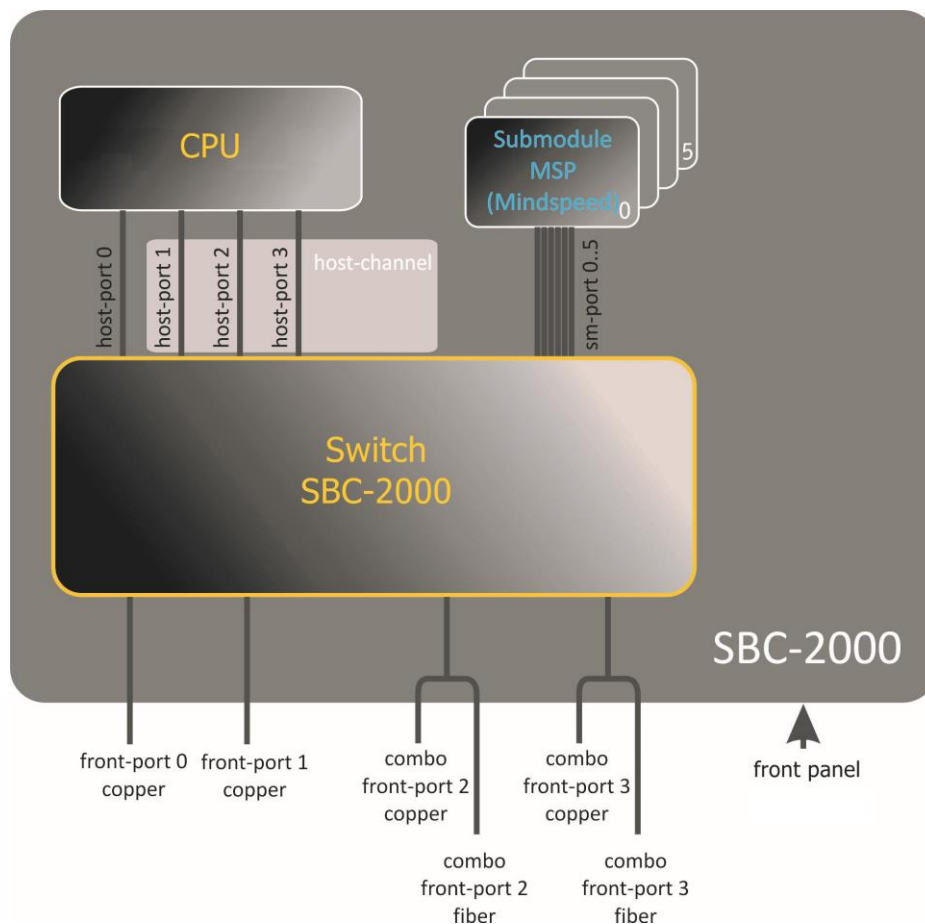 CPU
Submodule
MSP
(Mindspeed)
0
5
host-port 0
host-port 1
host-port 2
host-port 3
host-channel
sm-port 0..5
Switch
SBC-2000
SBC-2000
front-port 0
copper
front-port 1
copper
combo
front-port 2
copper
combo
front-port 3
copper
front panel
combo
front-port 2
fiber
combo
front-port 3
fiber